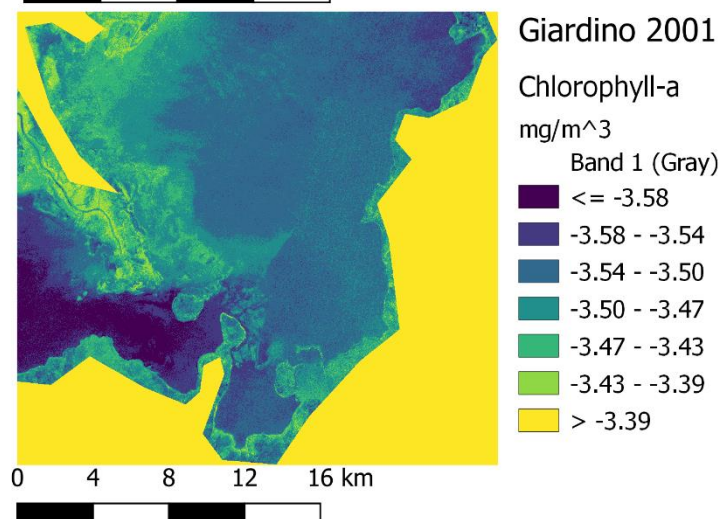 Giardino 2001
Chlorophyll-a
mg/m^3
Band 1 (Gray)
<= -3.58
-3.58 - -3.54
-3.54 - -3.50
-3.50 - -3.47
-3.47 - -3.43
-3.43 - -3.39
> -3.39
0 4 8 12 16 km